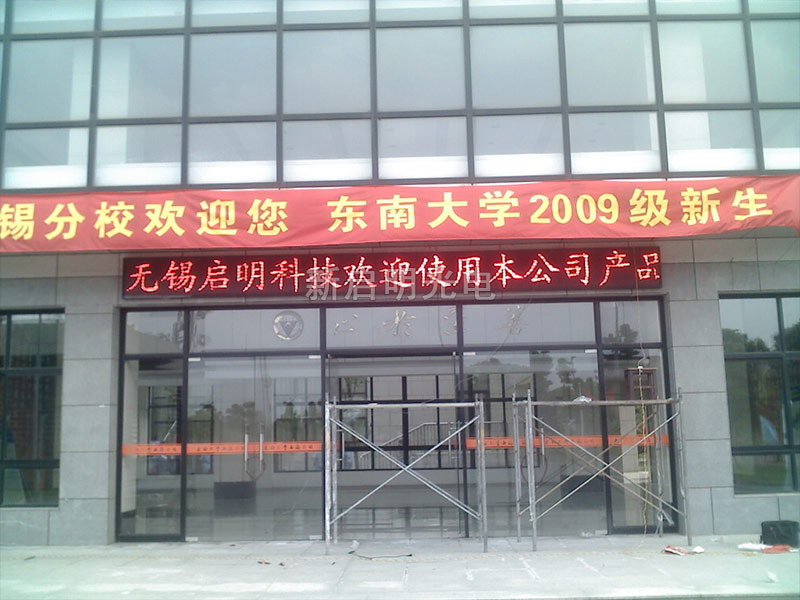 锡分校欢迎您 东南大学2009级新生
无锡启明科技欢迎使用本公司产品
新启明光电